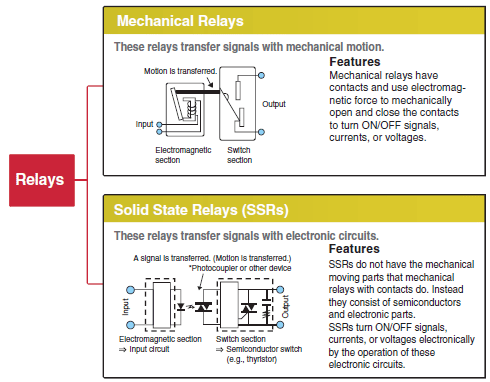 Relays
Mechanical Relays
These relays transfer signals with mechanical motion.
Motion is transferred.
Input
Output
Electromagnetic
section
Switch
section
Features
Mechanical relays have
contacts and use electromag-
netic force to mechanically
open and close the contacts
to turn ON/OFF signals,
currents, or voltages.
Solid State Relays (SSRs)
These relays transfer signals with electronic circuits.
A signal is transferred. (Motion is transferred.)
*Photocoupler or other device
Input
Output
Electromagnetic section
⇒ Input circuit
Switch section
⇒ Semiconductor switch
(e.g., thyristor)
Features
SSRs do not have the mechanical
moving parts that mechanical
relays with contacts do. Instead
they consist of semiconductors
and electronic parts.
SSRs turn ON/OFF signals,
currents, or voltages electronically
by the operation of these
electronic circuits.